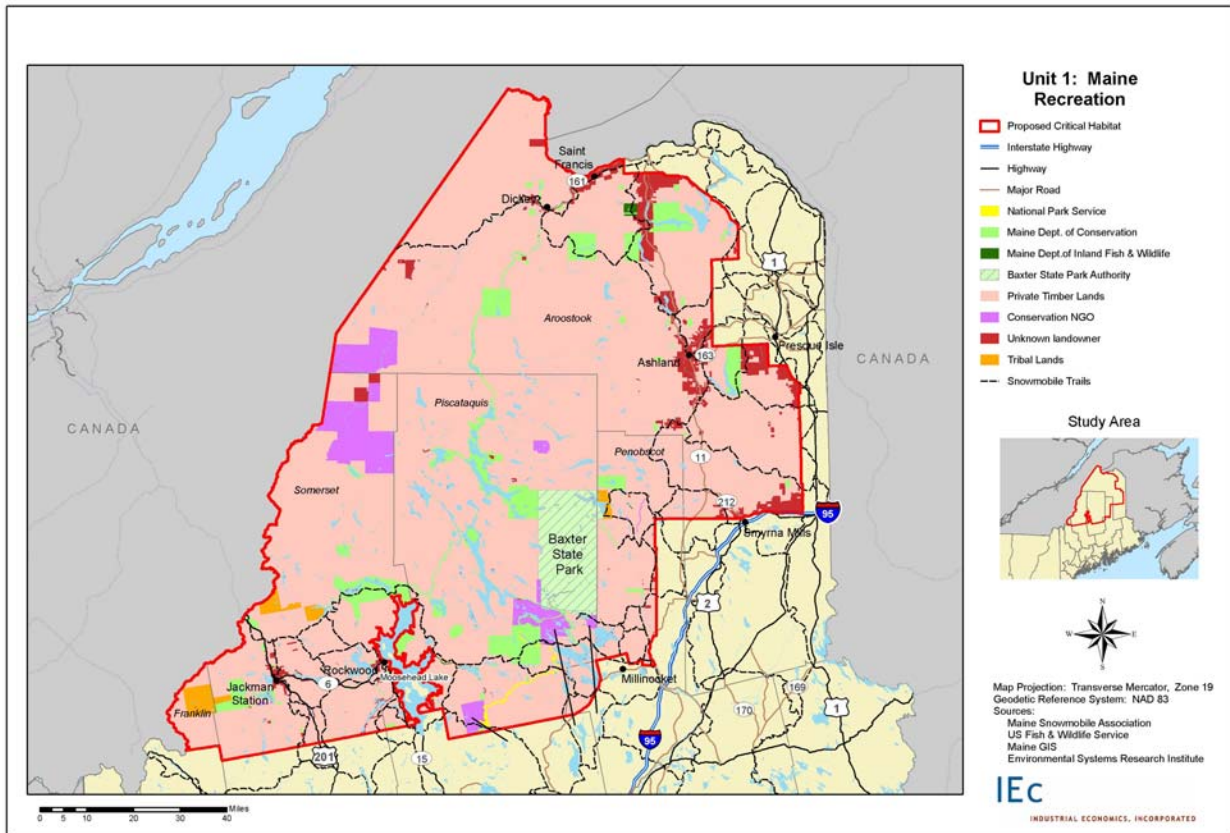 Unit 1: Maine
Recreation
Proposed Critical Habitat
Interstate Highway
Highway
Major Road
National Park Service
Maine Dept. of Conservation
Maine Dept.of Inland Fish & Wildlife
Baxter State Park Authority
Private Timber Lands
Conservation NGO
Unknown landowner
Tribal Lands
Snowmobile Trails
Saint
Francis
161
Dickey
1
Aroostook
Presque Isle
Ashland
163
CANADA
CANADA
Piscataquis
Penobscot
11
Somerset
212
95
Smyrna Mills
Baxter
State
Park
2
Rockwood
Moosehead Lake
Millinocket
Jackman
Station
6
Franklin
169
170
1
201
15
95
Study Area
N
W
E
S
Map Projection: Transverse Mercator, Zone 19
Geodetic Reference System: NAD 83
Sources:
Maine Snowmobile Association
US Fish & Wildlife Service
Maine GIS
Environmental Systems Research Institute
IEc
INDUSTRIAL ECONOMICS, INCORPORATED
Miles
0 5 10 20 30 40